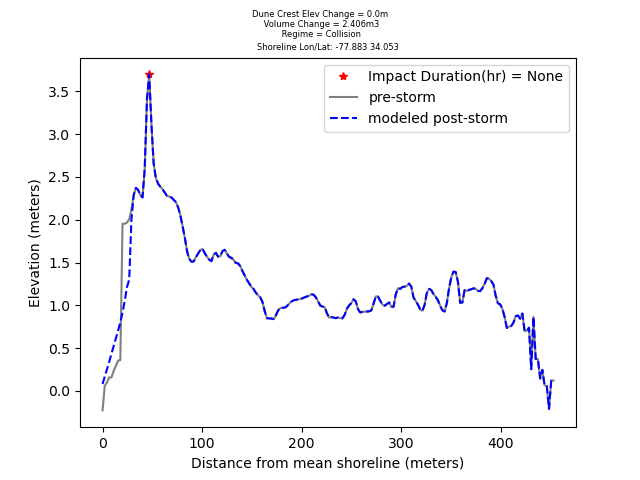 Dune Crest Elev Change = 0.0m
Volume Change = 2.406m3
Regime = Collision
Shoreline Lon/Lat: -77.883 34.053
Impact Duration(hr) = None
pre-storm
modeled post-storm
3.5
3.0
2.5
2.0
1.5
1.0
0.5
0.0
Elevation (meters)
0 100 200 300 400
Distance from mean shoreline (meters)